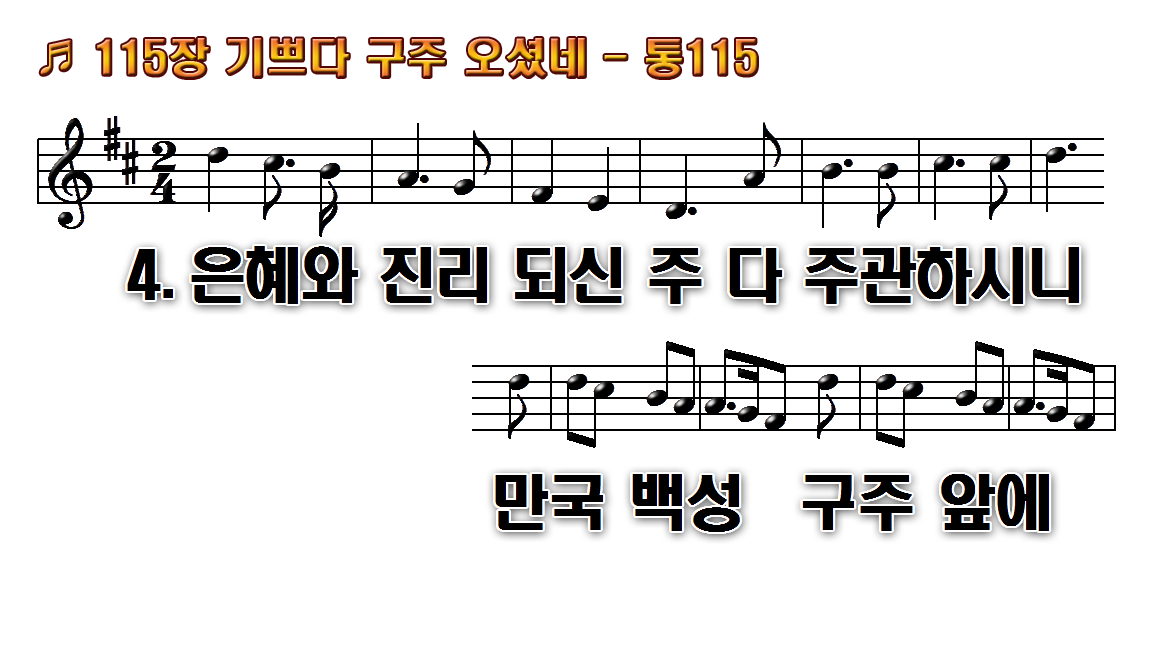 115장 기쁘다 구주 오셨네 - 통115
2
4
4. 은혜와 진리 되신 주 다 주관하시니
만국 백성 구주 앞에